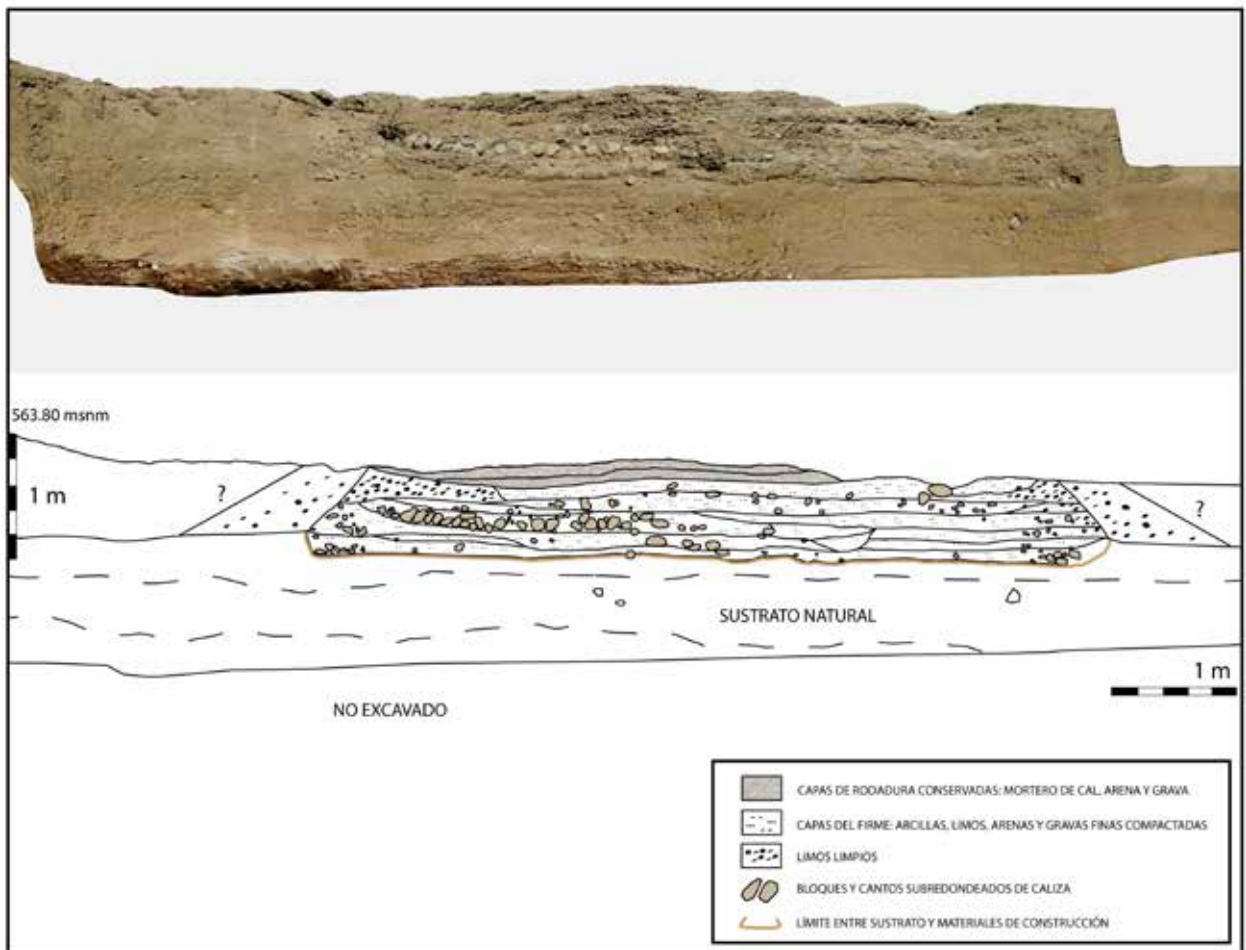 563.80 msnm
1 m
?
?
SUSTRATO NATURAL
1 m
NO EXCAVADO
CAPAS DE RODADURA CONSERVADAS: MORTERO DE CAL, ARENA Y GRAVA
CAPAS DEL FIRME: ARCILLAS, LIMOS, ARENAS Y GRAVAS FINAS COMPACTADAS
LIMOS LIMPIOS
BLOQUES Y CANTOS SUBREDONDEADOS DE CALIZA
LÍMITE ENTRE SUSTRATO Y MATERIALES DE CONSTRUCCIÓN